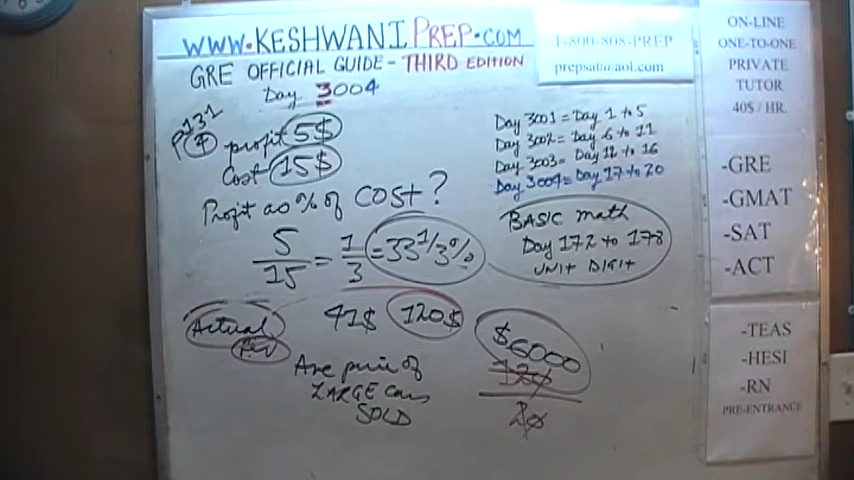 WWW.KESHWANIPREP.COM
GRE OFFICIAL GUIDE - THIRD EDITION
Day 3004
1-800-808-PREP
prepsat@aol.com
P131
profit 5$
Cost 15$
Profit as % of COST?
5/15 = 1/3 = 33 1/3%
Day 3001 = Day 1 to 5
Day 3002 = Day 6 to 11
Day 3003 = Day 12 to 16
Day 3004 = Day 17 to 20
BASIC math
Day 172 to 178
UNIT DIGIT
Actual
41$ 120$
$6000
Ave price of
LARGE Cars
SOLD
ON-LINE
ONE-TO-ONE
PRIVATE
TUTOR
40$ / HR.
-GRE
-GMAT
-SAT
-ACT
-TEAS
-HESI
-RN
PRE-ENTRANCE